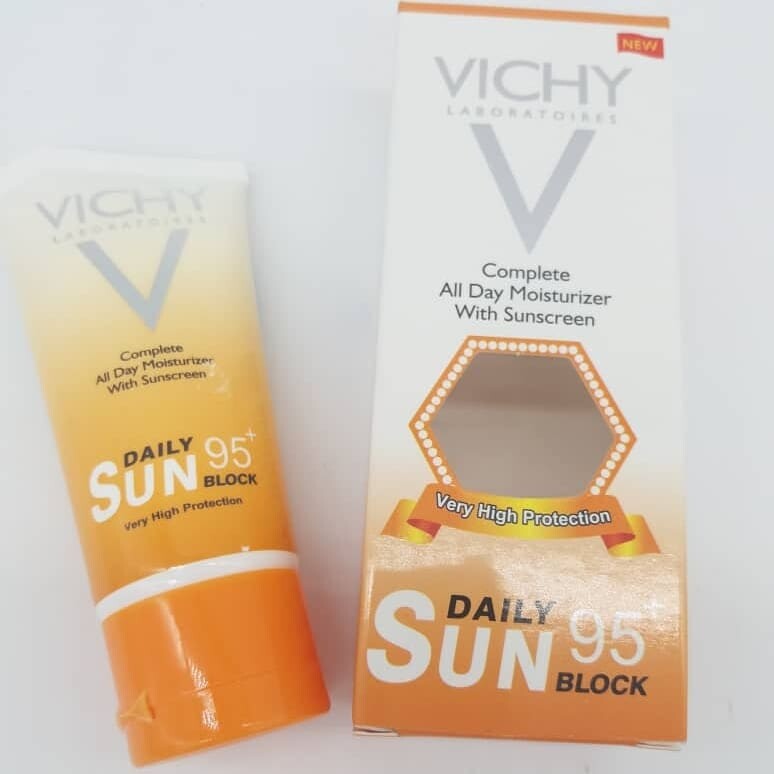 VICHY
LABORATOIRES
Complete
All Day Moisturizer
With Sunscreen
DAILY
SUN 95+
BLOCK
Very High Protection
NEW
VICHY
LABORATOIRES
Complete
All Day Moisturizer
With Sunscreen
Very High Protection
DAILY
SUN 95+
BLOCK